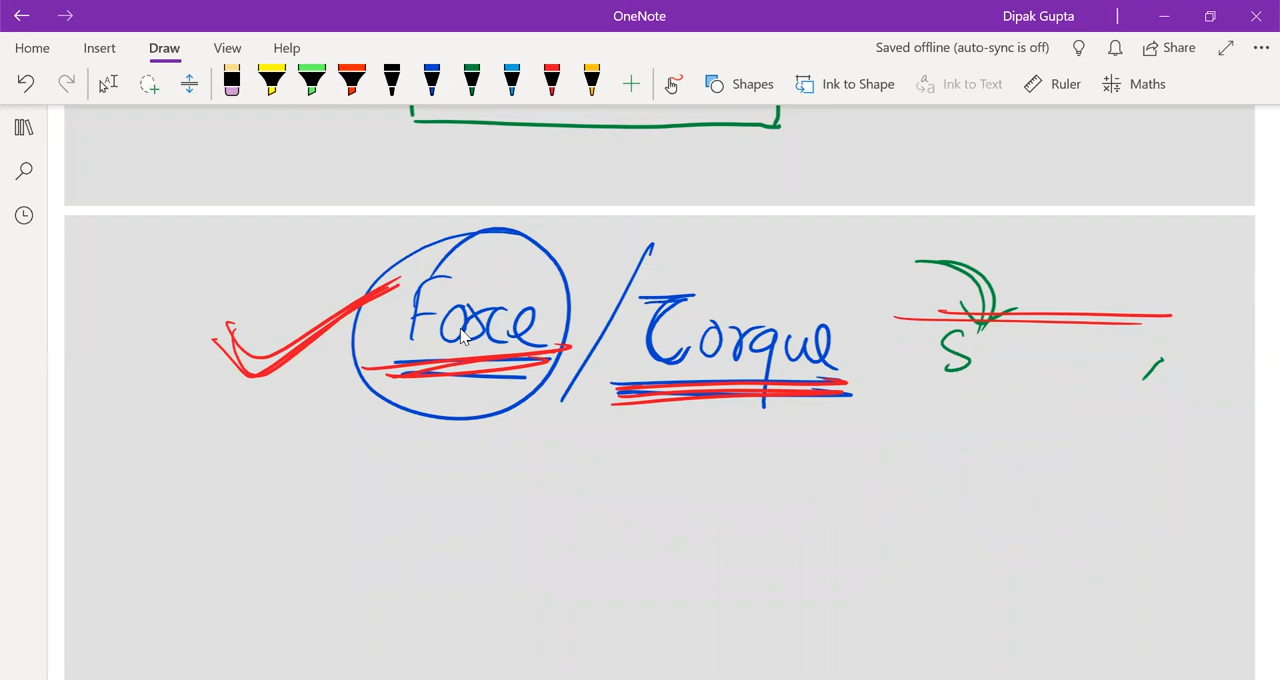 OneNote
Dipak Gupta
Home Insert Draw View Help
Saved offline (auto-sync is off) Share
Shapes Ink to Shape Ink to Text Ruler Maths
Force / Torque
S